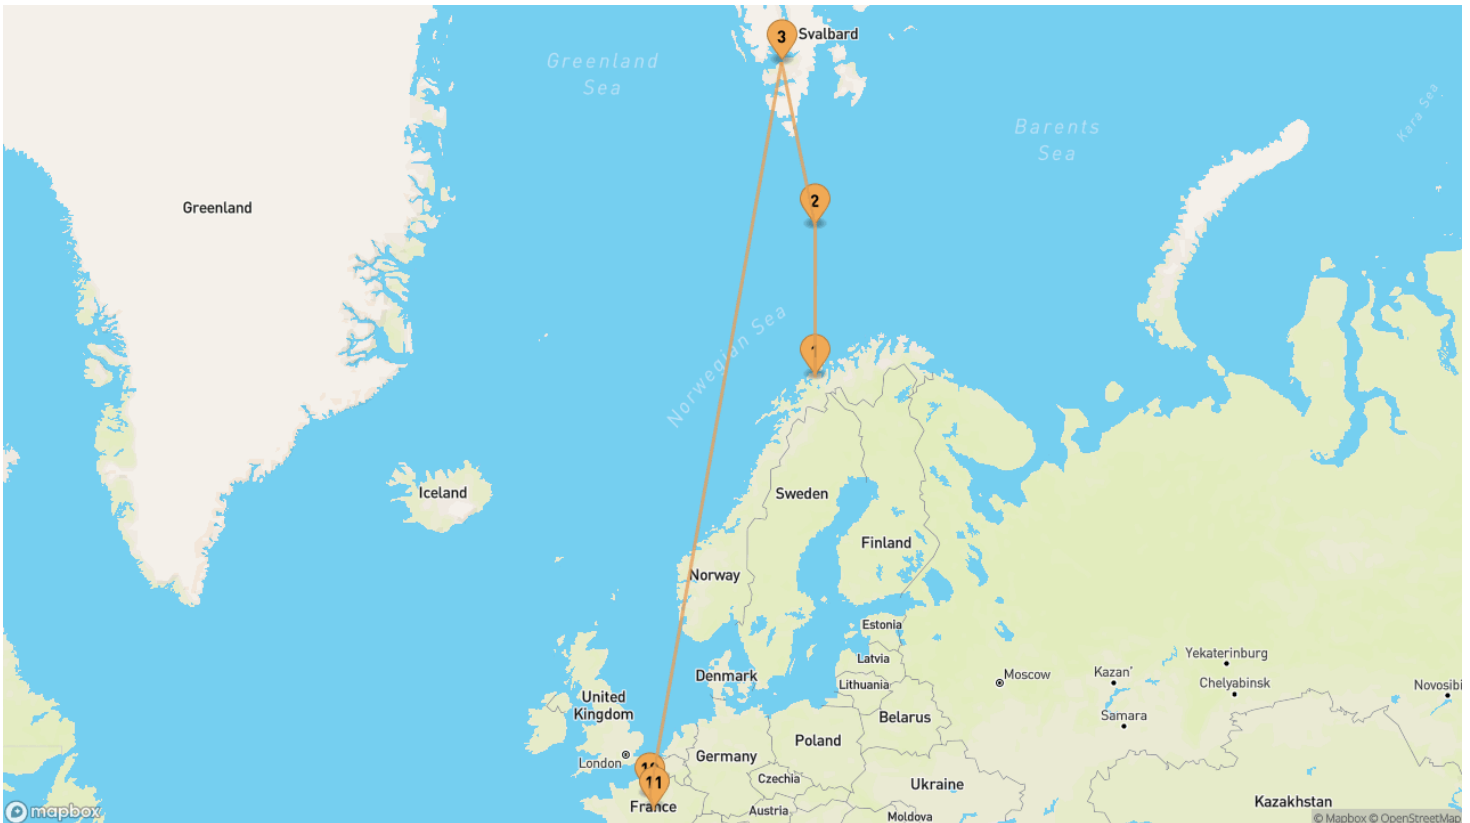 3
Svalbard
Greenland
Sea
Barents
Sea
Kara Sea
2
Greenland
Norwegian Sea
Iceland
Sweden
Finland
Norway
Estonia
Latvia
Lithuania
Denmark
Moscow
Kazan'
Yekaterinburg
Chelyabinsk
Novosibi
Samara
United
Kingdom
Belarus
Poland
Germany
London
Czechia
Ukraine
11
France
Austria
Moldova
Kazakhstan
mapbox
© Mapbox © OpenStreetMap